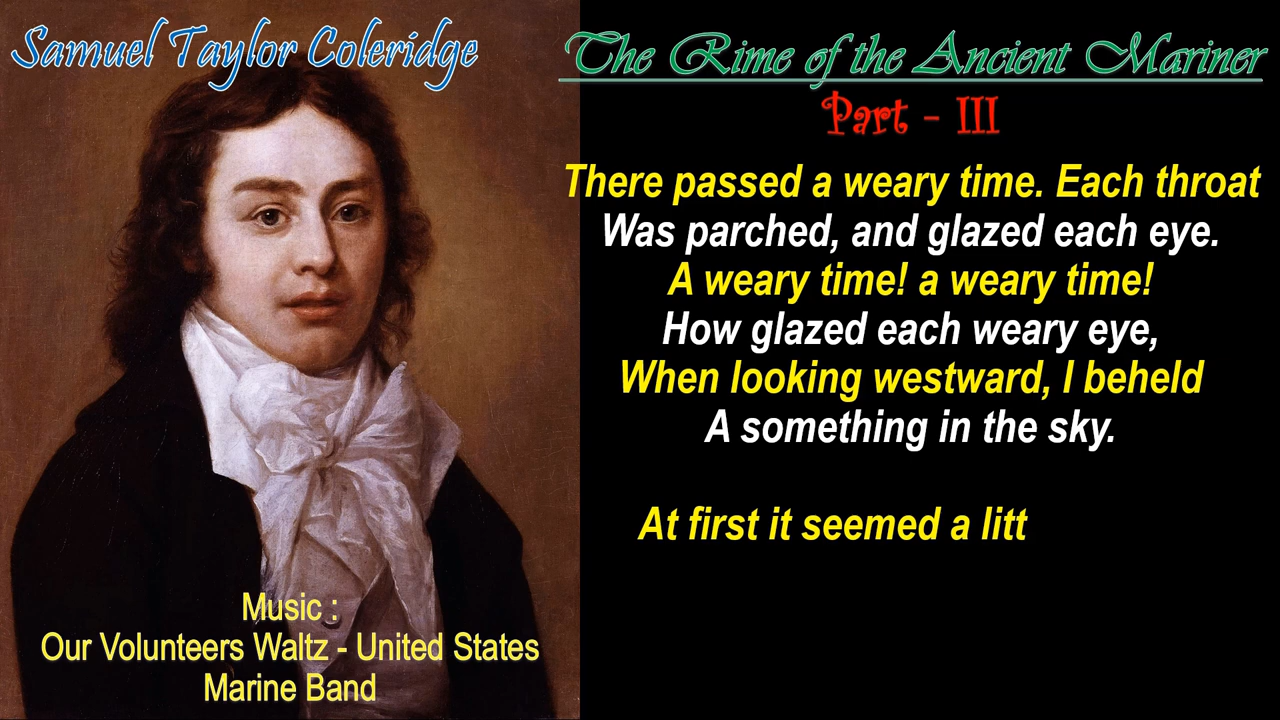 Samuel Taylor Coleridge
The Rime of the Ancient Mariner
Part - III
There passed a weary time. Each throat
Was parched, and glazed each eye.
A weary time! a weary time!
How glazed each weary eye,
When looking westward, I beheld
A something in the sky.
At first it seemed a litt
Music :
Our Volunteers Waltz - United States
Marine Band